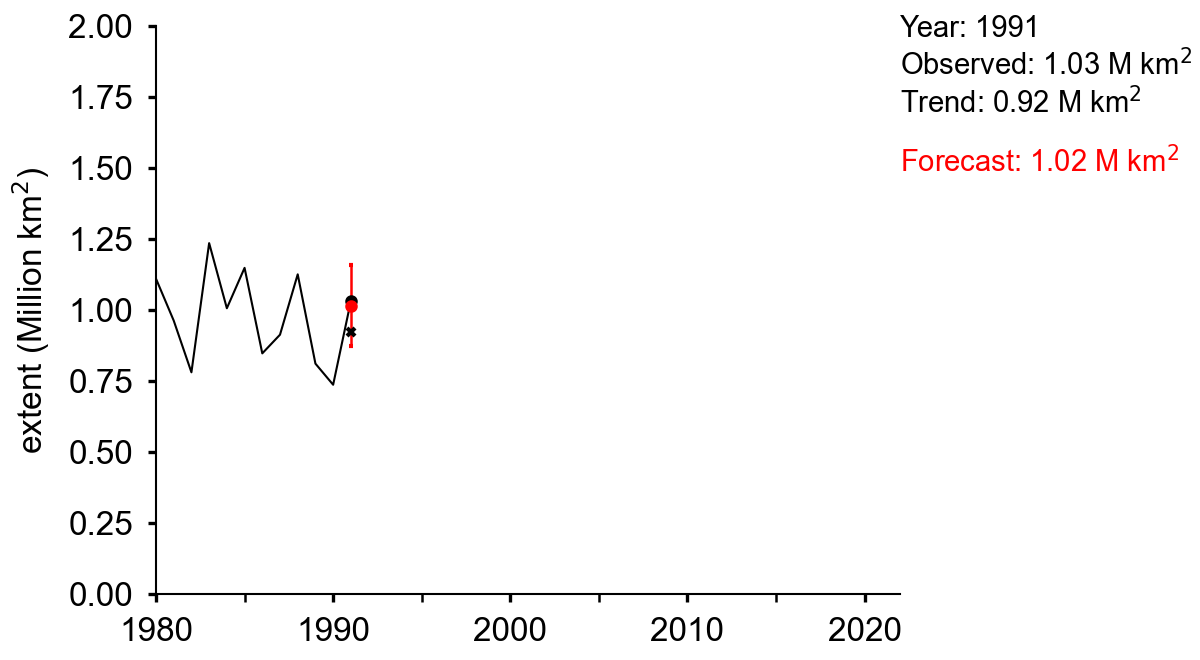 2.00
1.75
1.50
1.25
1.00
0.75
0.50
0.25
0.00
extent (Million km²)
1980 1990 2000 2010 2020
Year: 1991
Observed: 1.03 M km²
Trend: 0.92 M km²
Forecast: 1.02 M km²